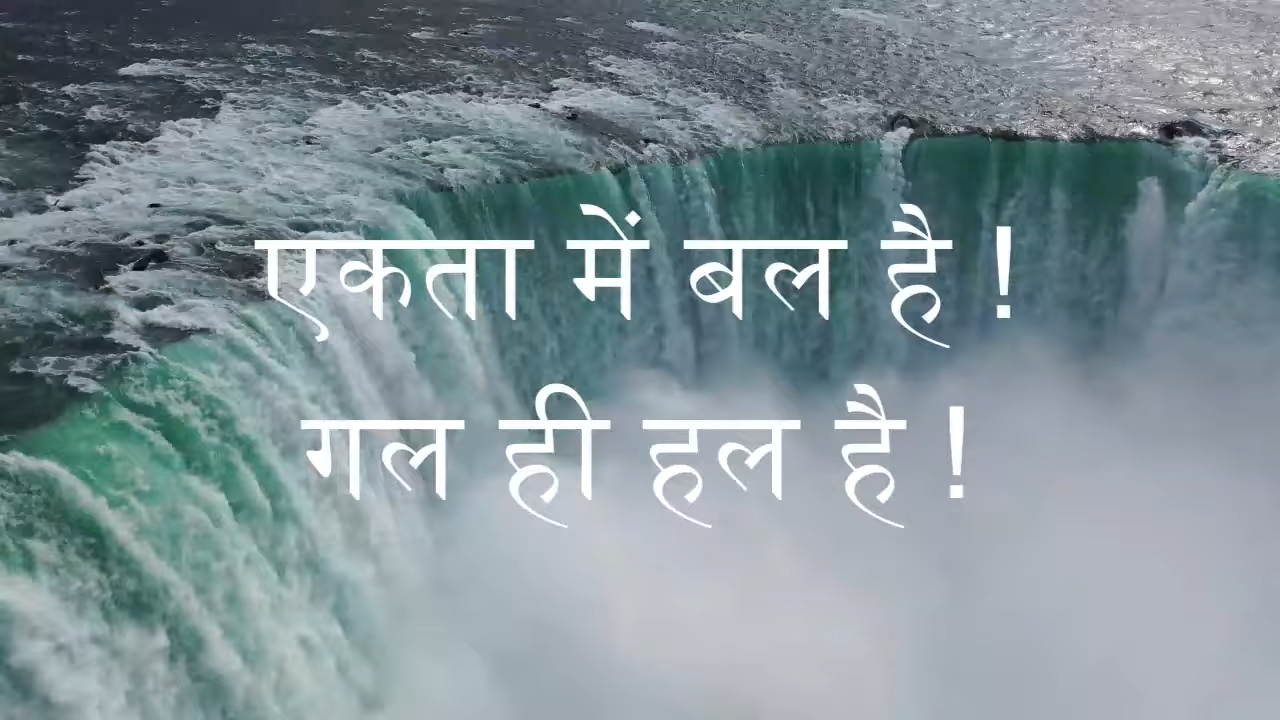 एकता में बल है !
गल ही हल है !